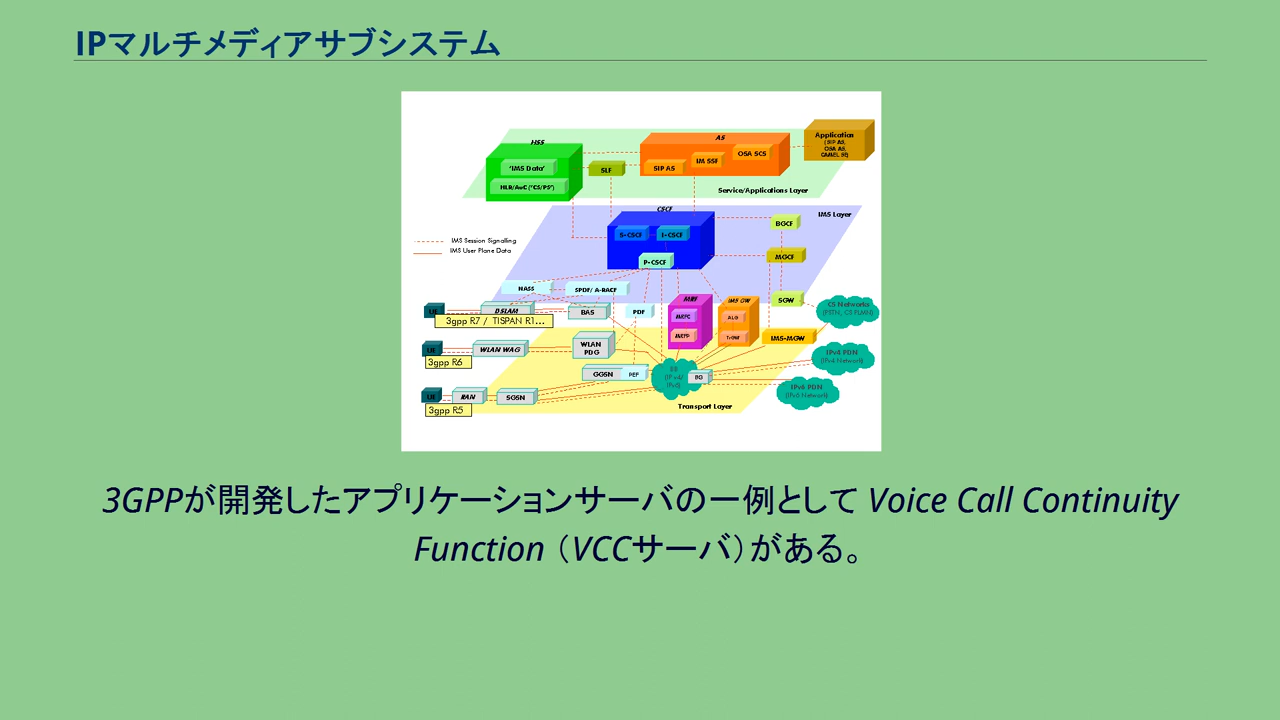 IPマルチメディアサブシステム
HSS
AS
Application
(SIP AS,
OSA AS,
CAMEL SE)
'IMS Data'
HLR/AuC ('CS/PS')
SLF
SIP AS
IM SSF
OSA SCS
Service/Applications Layer
CSCF
IMS Layer
S-CSCF
I-CSCF
P-CSCF
BGCF
MGCF
SGW
IMS Session Signalling
IMS User Plane Data
NASS
SPDF/ A-RACF
UE
DSLAM
BAS
PDF
MRF
IMS GW
CS Networks
(PSTN, CS PLMN)
3gpp R7 / TISPAN R1...
MRFC
ALG
MRFP
IMS-MGW
UE
WLAN WAG
WLAN
PDG
3gpp R6
IPv4 PDN
(IPv4 Network)
GGSN
PEF
BB
(IPv4/
IPv6)
BG
IPv6 PDN
(IPv6 Network)
UE
RAN
SGSN
3gpp R5
Transport Layer
3GPPが開発したアプリケーションサーバの一例として Voice Call Continuity
Function（VCCサーバ）がある。